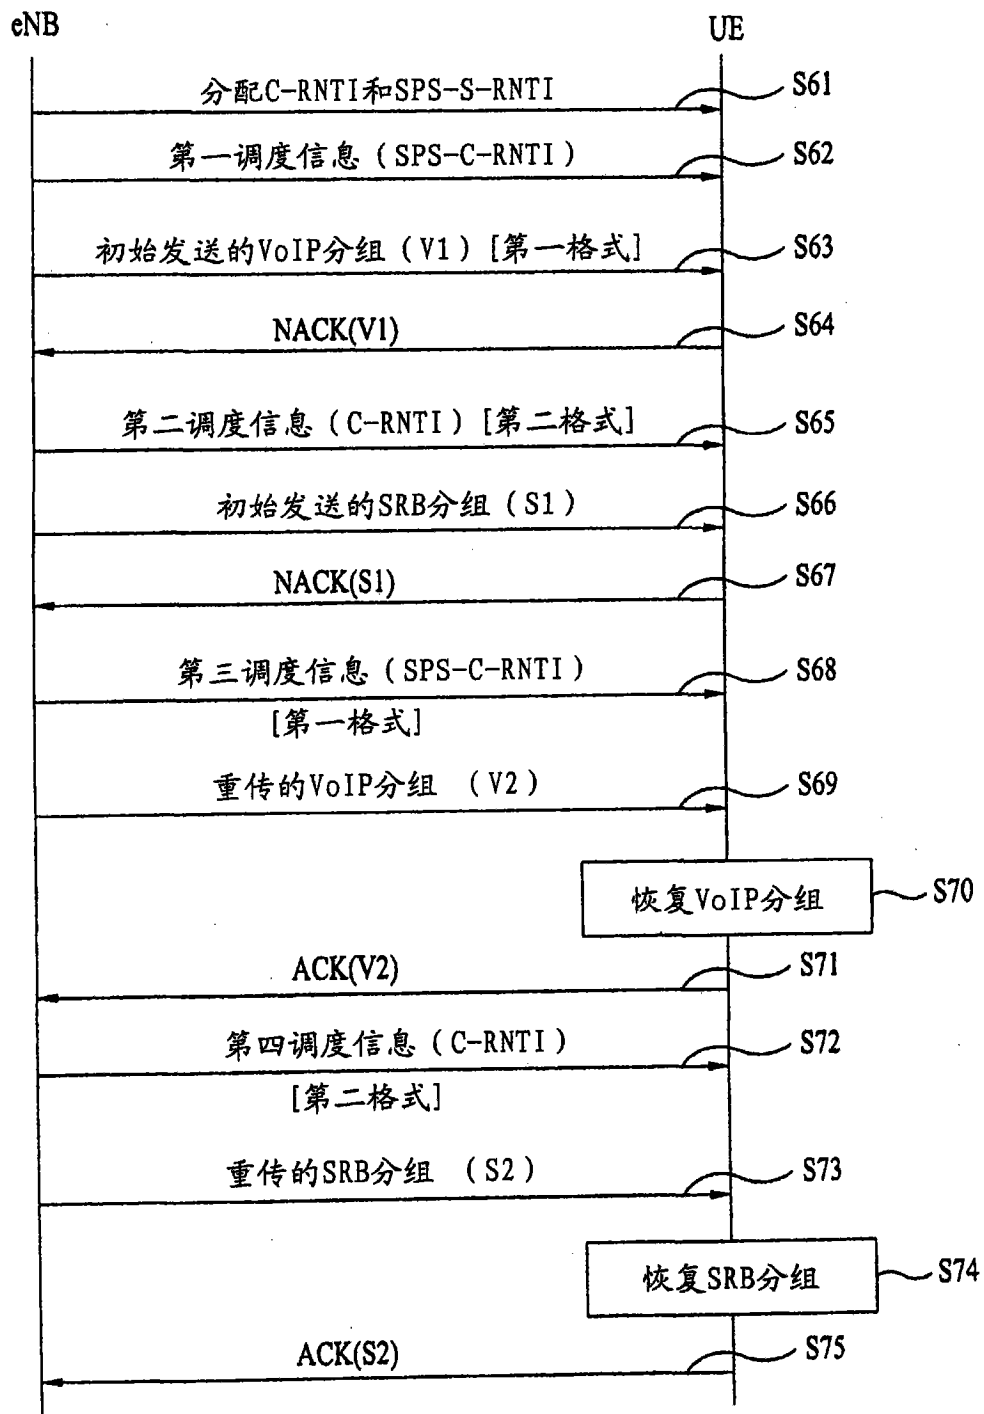 eNB
UE
分配C-RNTI和SPS-S-RNTI
S61
第一调度信息(SPS-C-RNTI)
S62
初始发送的VoIP分组(V1)[第一格式]
S63
NACK(V1)
S64
第二调度信息(C-RNTI)[第二格式]
S65
初始发送的SRB分组(S1)
S66
NACK(S1)
S67
第三调度信息(SPS-C-RNTI)
S68
[第一格式]
重传的VoIP分组 (V2)
S69
恢复VoIP分组
S70
ACK(V2)
S71
第四调度信息(C-RNTI)
S72
[第二格式]
重传的SRB分组 (S2)
S73
恢复SRB分组
S74
ACK(S2)
S75